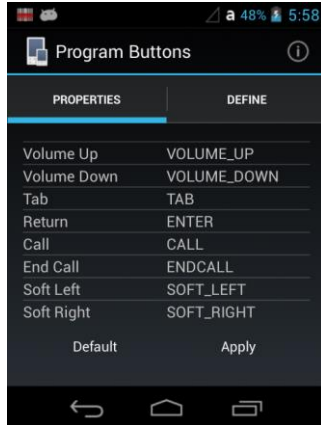 a 48% 5:58
Program Buttons
PROPERTIES DEFINE
Volume Up VOLUME_UP
Volume Down VOLUME_DOWN
Tab TAB
Return ENTER
Call CALL
End Call ENDCALL
Soft Left SOFT_LEFT
Soft Right SOFT_RIGHT
Default Apply